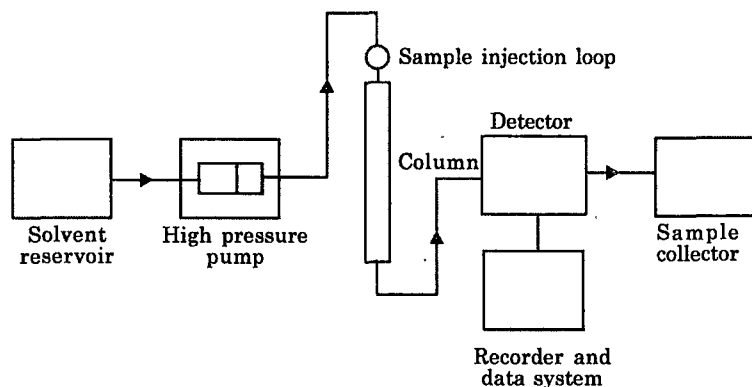 Sample injection loop
Detector
Column
Solvent
reservoir
High pressure
pump
Sample
collector
Recorder and
data system